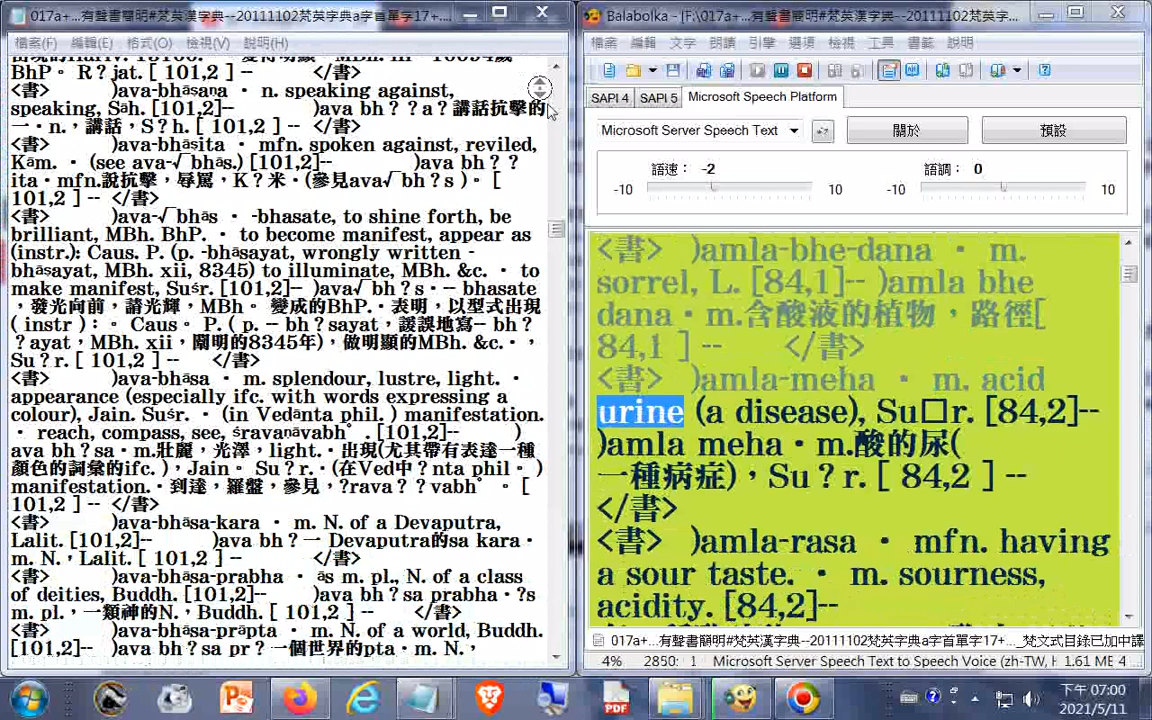 017a+...有聲書簡明#梵英漢字典--20111102梵英字典a字首單字17+...
檔案(F) 編輯(E) 格式(O) 檢視(V) 說明(H)
BhP。 R？jat. [ 101,2 ] -- </書>
<書> )ava-bhāṣaṇa ・ n. speaking against,
speaking, Sāh. [101,2]-- )ava bh？？a？講話抗擊的
一・n.，講話，S？h. [ 101,2 ] -- </書>
<書> )ava-bhāṣita ・ mfn. spoken against, reviled,
Kām. ・ (see ava-√bhās.) [101,2]-- )ava bh？？
ita・mfn.說抗擊，辱罵，K？米・(參見ava√bh？s )。 [
101,2 ] -- </書>
<書> )ava-√bhās ・ -bhasate, to shine forth, be
brilliant, MBh. BhP. ・ to become manifest, appear as
(instr.): Caus. P. (p. -bhāsayat, wrongly written -
bhāṣayat, MBh. xii, 8345) to illuminate, MBh. &c. ・ to
make manifest, Suśr. [101,2]-- )ava√bh？s・-- bhasate
，發光向前，請光輝，MBh。 變成的BhP.・表明，以型式出現
( instr )：。 Caus。 P. ( p. -- bh？sayat，謾誤地寫-- bh？
？ayat，MBh. xii，闡明的8345年)，做明顯的MBh. &c.・，
Su？r. [ 101,2 ] -- </書>
<書> )ava-bhāsa ・ m. splendour, lustre, light. ・
appearance (especially ifc. with words expressing a
colour), Jain. Suśr. ・ (in Vedānta phil. ) manifestation.
・ reach, compass, see, śravaṇāvabh° . [101,2]-- )
ava bh？sa・m.壯麗，光澤，light.・出現(尤其帶有表達一種
顏色的詞彙的ifc. )，Jain。 Su？r.・(在Ved中？nta phil。)
manifestation.・到達，羅盤，參見，?rava？？vabh° 。 [
101,2 ] -- </書>
<書> )ava-bhāsa-kara ・ m. N. of a Devaputra,
Lalit. [101,2]-- )ava bh？一 Devaputra的sa kara・
m. N.，Lalit. [ 101,2 ] -- </書>
<書> )ava-bhāsa-prabha ・ ās m. pl., N. of a class
of deities, Buddh. [101,2]-- )ava bh？sa prabha・?s
m. pl.，一類神的N.，Buddh. [ 101,2 ] -- </書>
<書> )ava-bhāsa-prāpta ・ m. N. of a world, Buddh.
[101,2]-- )ava bh？sa pr？一個世界的pta・m. N.，
Balabolka - [F:\017a+...有聲書簡明#梵英漢字典--20111102梵英字...
檔案 編輯 文字 朗讀 引擎 選項 檢視 工具 書籤 說明
SAPI 4 SAPI 5 Microsoft Speech Platform
Microsoft Server Speech Text 關於 預設
語速： -2 語調： 0
-10 10 -10 10
<書> )amla-bhe-dana ・ m.
sorrel, L. [84,1]-- )amla bhe
dana・m.含酸液的植物，路徑[
84,1 ] -- </書>
<書> )amla-meha ・ m. acid
urine (a disease), Su□r. [84,2]--
)amla meha・m.酸的尿(
一種病症)，Su？r. [ 84,2 ] --
</書>
<書> )amla-rasa ・ mfn. having
a sour taste. ・ m. sourness,
acidity. [84,2]--
017a+...有聲書簡明#梵英漢字典--20111102梵英字典a字首單字17+..._梵文式目錄已加中譯
4% 2850: 1 Microsoft Server Speech Text to Speech Voice (zh-TW, H 1.61 MB 4
下午 07:00
2021/5/11